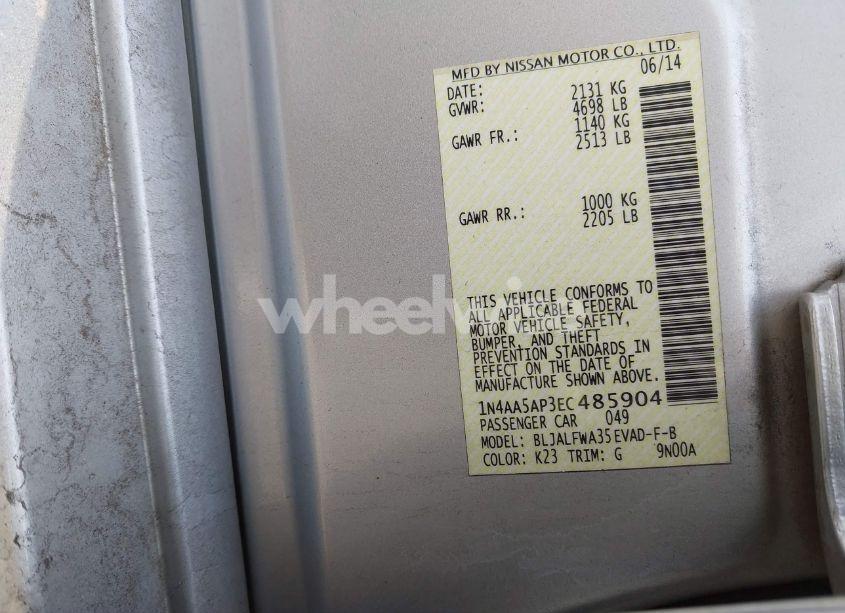 MFD BY NISSAN MOTOR CO., LTD.
DATE: 06/14
GVWR: 2131 KG
4698 LB
GAWR FR.: 1140 KG
2513 LB
GAWR RR.: 1000 KG
2205 LB
THIS VEHICLE CONFORMS TO
ALL APPLICABLE FEDERAL
MOTOR VEHICLE SAFETY,
BUMPER, AND THEFT
PREVENTION STANDARDS IN
EFFECT ON THE DATE OF
MANUFACTURE SHOWN ABOVE.
1N4AA5AP3EC485904
PASSENGER CAR 049
MODEL: BLJALFWA35EVAD-F-B
COLOR: K23 TRIM: G 9N00A